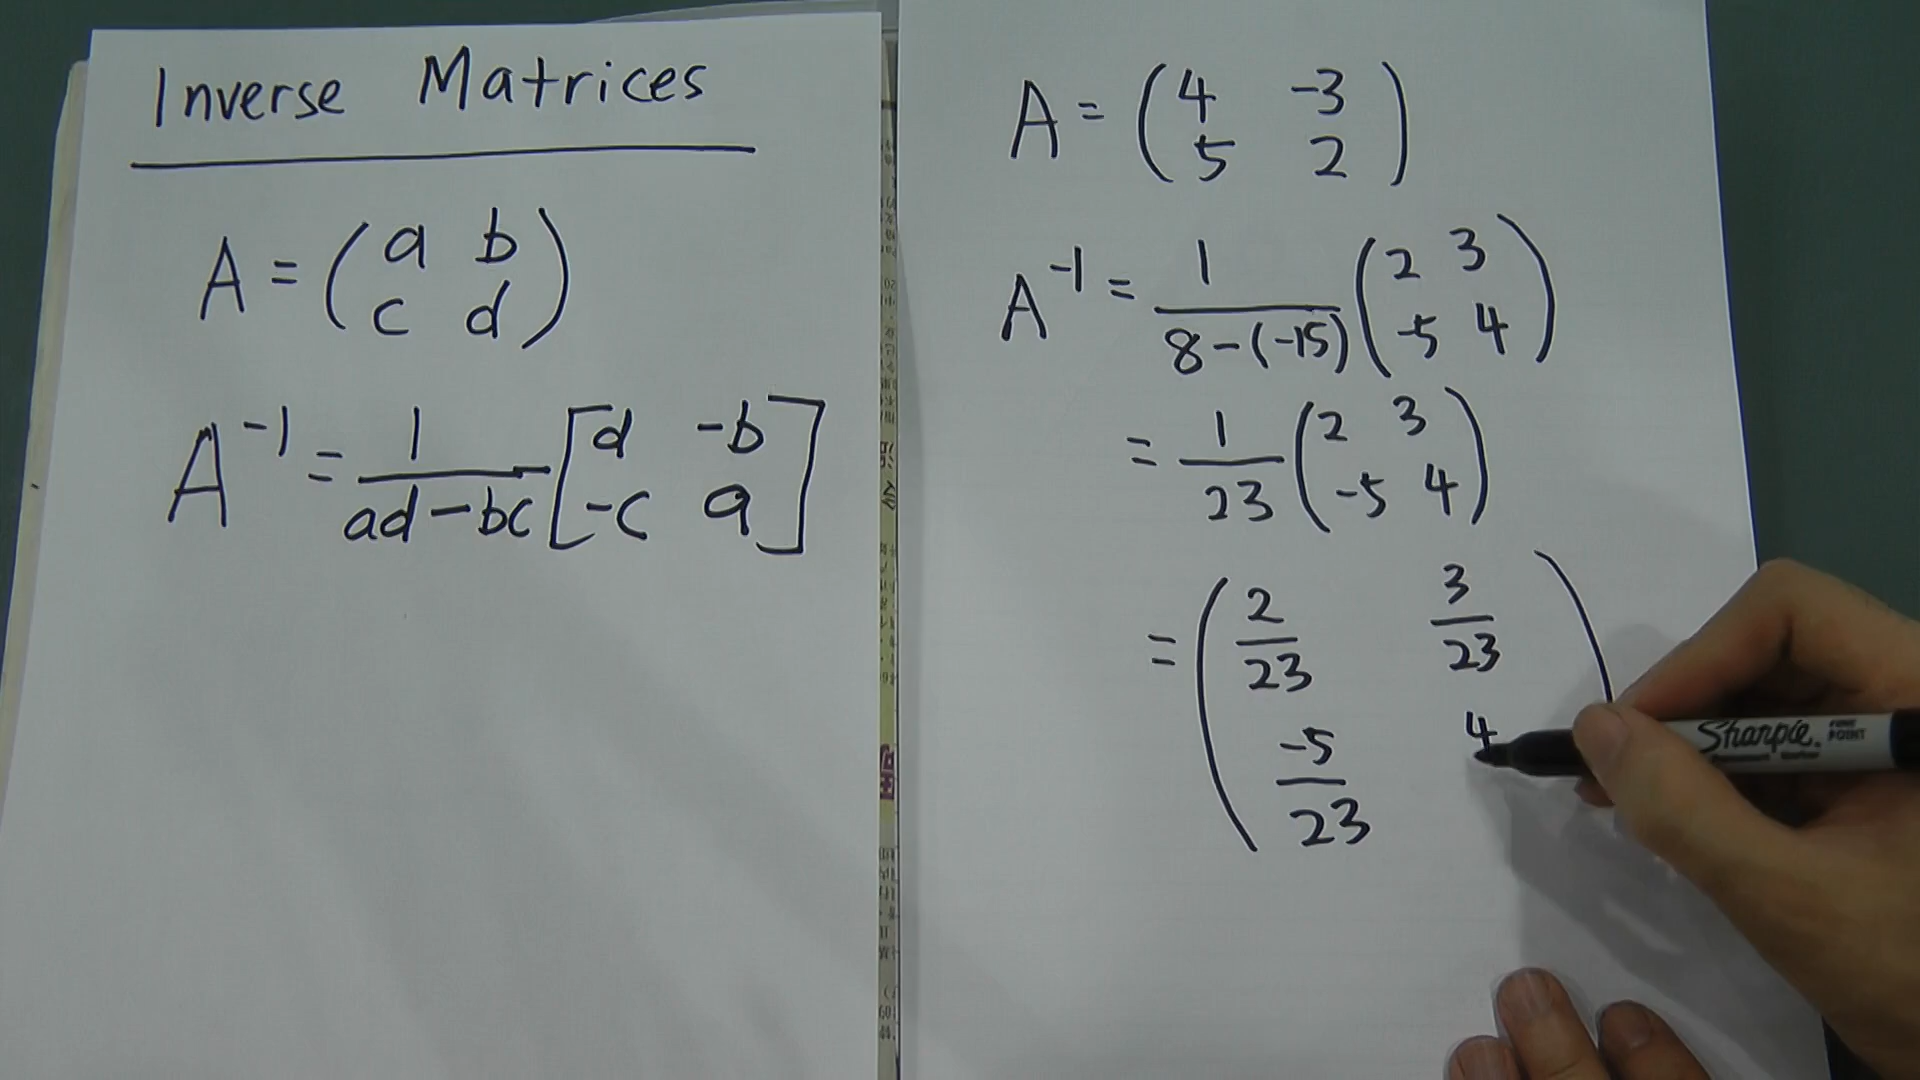 Inverse Matrices
A = ( a b
c d )
A⁻¹ = 1/(ad-bc) [ d -b
-c a ]
A = ( 4 -3
5 2 )
A⁻¹ = 1/(8-(-15)) ( 2 3
-5 4 )
= 1/23 ( 2 3
-5 4 )
= ( 2/23 3/23
-5/23 4
Sharpie. FINE POINT